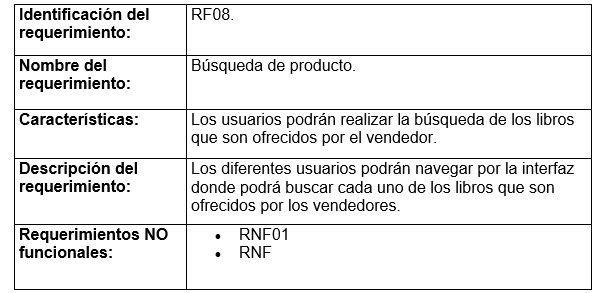 Identificación del requerimiento: RF08.
Nombre del requerimiento: Búsqueda de producto.
Características: Los usuarios podrán realizar la búsqueda de los libros
que son ofrecidos por el vendedor.
Descripción del requerimiento: Los diferentes usuarios podrán navegar por la interfaz
donde podrá buscar cada uno de los libros que son
ofrecidos por los vendedores.
Requerimientos NO funcionales:
• RNF01
• RNF